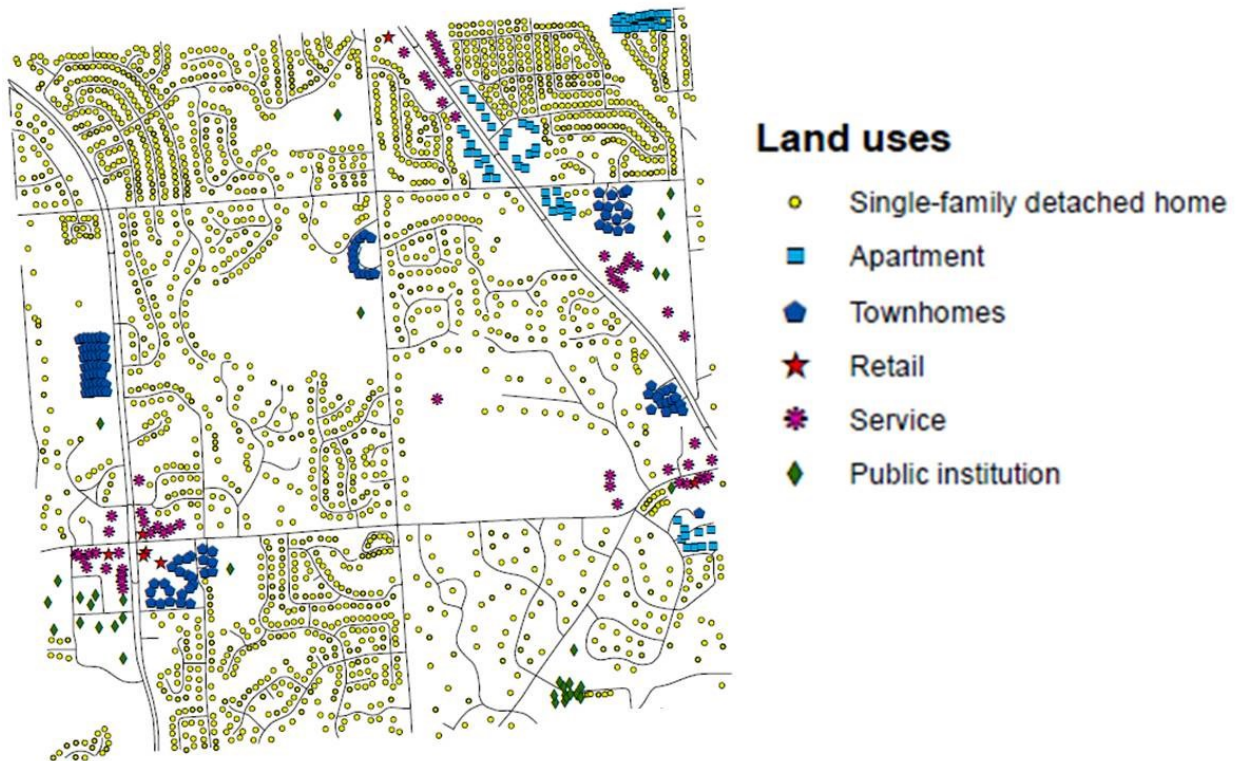 Land uses
Single-family detached home
Apartment
Townhomes
Retail
Service
Public institution